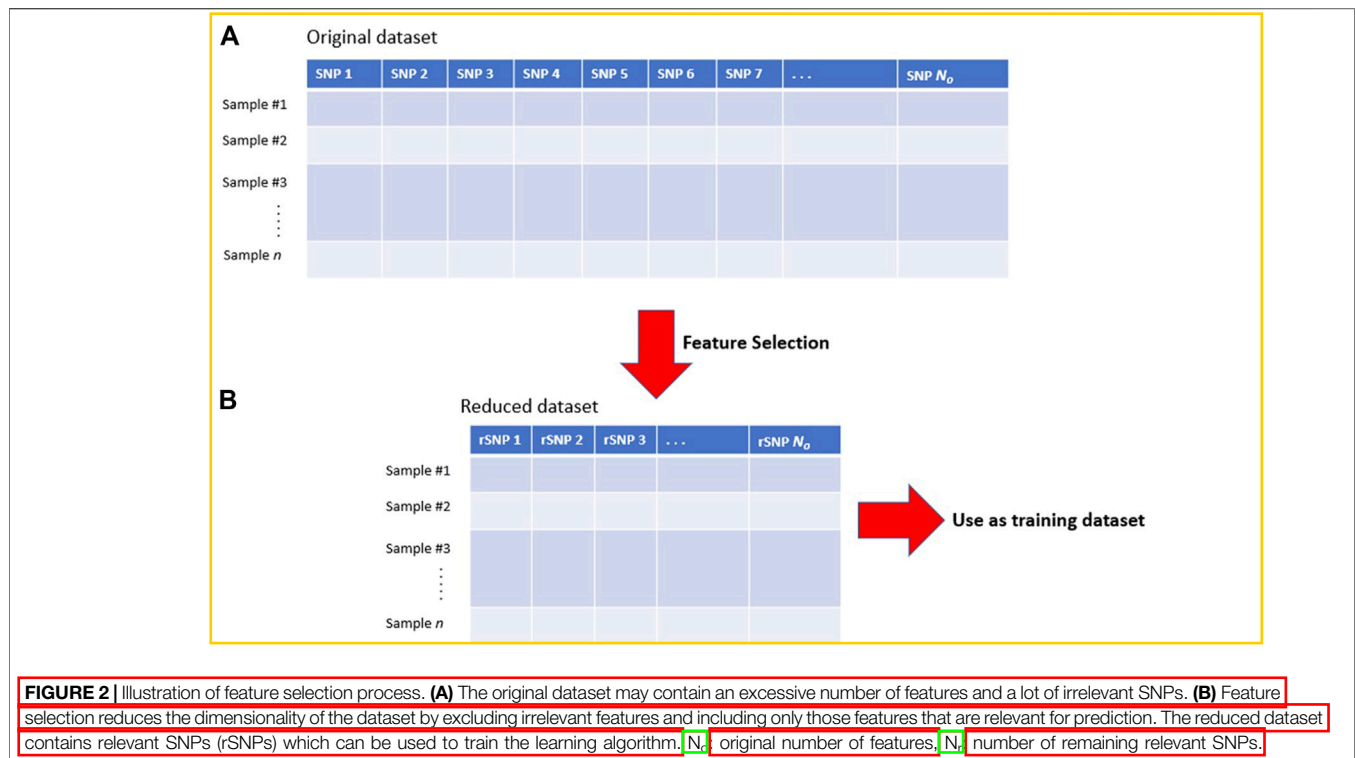 A
Original dataset
SNP 1 SNP 2 SNP 3 SNP 4 SNP 5 SNP 6 SNP 7 . . . SNP Nₒ
Sample #1
Sample #2
Sample #3
Sample n
Feature Selection
B
Reduced dataset
rSNP 1 rSNP 2 rSNP 3 . . . rSNP Nₒ
Sample #1
Sample #2
Sample #3
Sample n
Use as training dataset
FIGURE 2 | Illustration of feature selection process. (A) The original dataset may contain an excessive number of features and a lot of irrelevant SNPs. (B) Feature
selection reduces the dimensionality of the dataset by excluding irrelevant features and including only those features that are relevant for prediction. The reduced dataset
contains relevant SNPs (rSNPs) which can be used to train the learning algorithm. Nₒ: original number of features, Nᵣ number of remaining relevant SNPs.